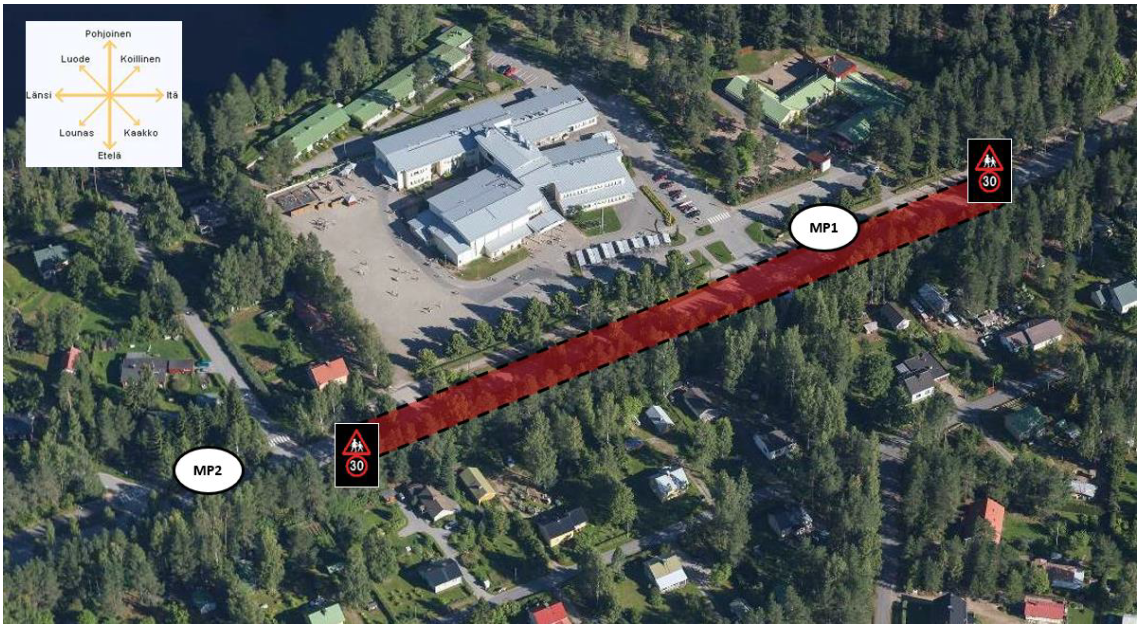 Pohjoinen
Luode
Koillinen
Länsi
Itä
Lounas
Kaakko
Etelä
30
MP1
30
MP2